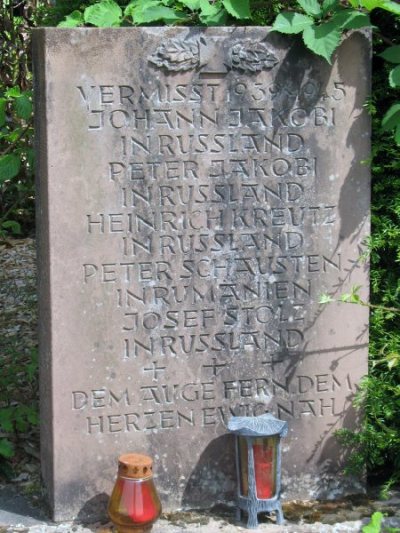 VERMISST 1939-1945
JOHANN JAKOBI
IN RUSSLAND
PETER JAKOBI
IN RUSSLAND
HEINRICH KREUTZ
IN RUSSLAND
PETER SCHAUSTEN
IN RUMÄNIEN
JOSEF STOLZ
IN RUSSLAND
+ + +
DEM AUGE FERN, DEM
HERZEN EWIG NAH